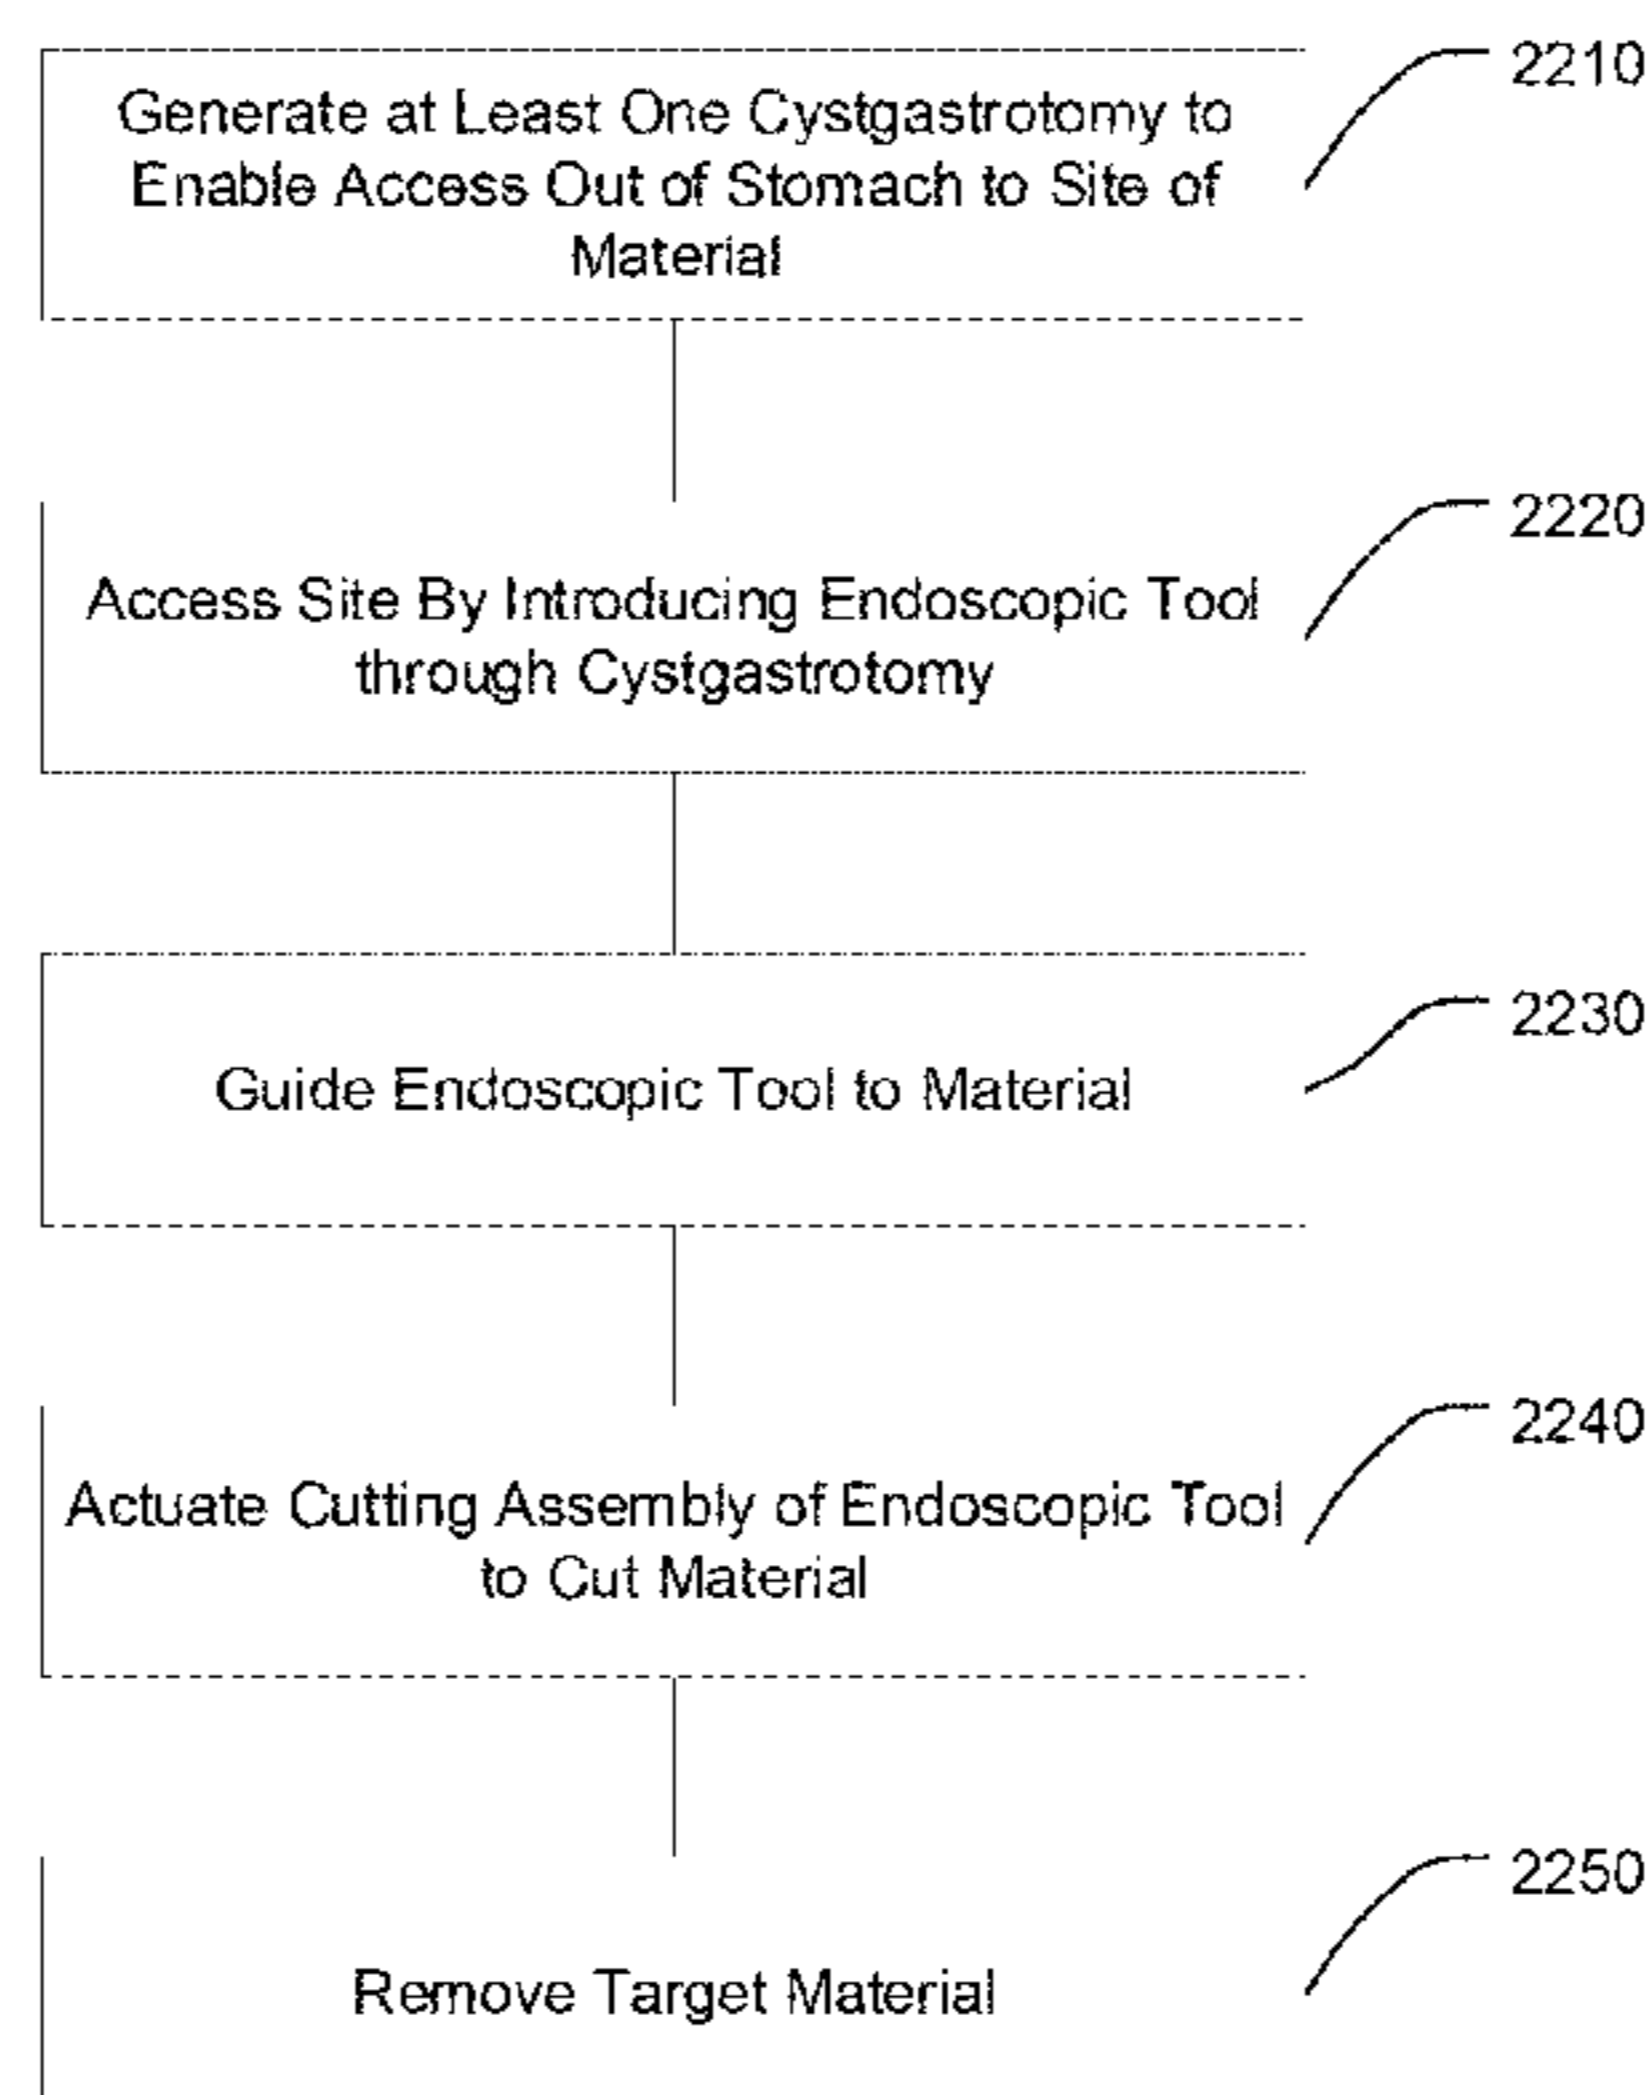 2210
Generate at Least One Cystgastrotomy to
Enable Access Out of Stomach to Site of
Material
2220
Access Site By Introducing Endoscopic Tool
through Cystgastrotomy
2230
Guide Endoscopic Tool to Material
2240
Actuate Cutting Assembly of Endoscopic Tool
to Cut Material
2250
Remove Target Material